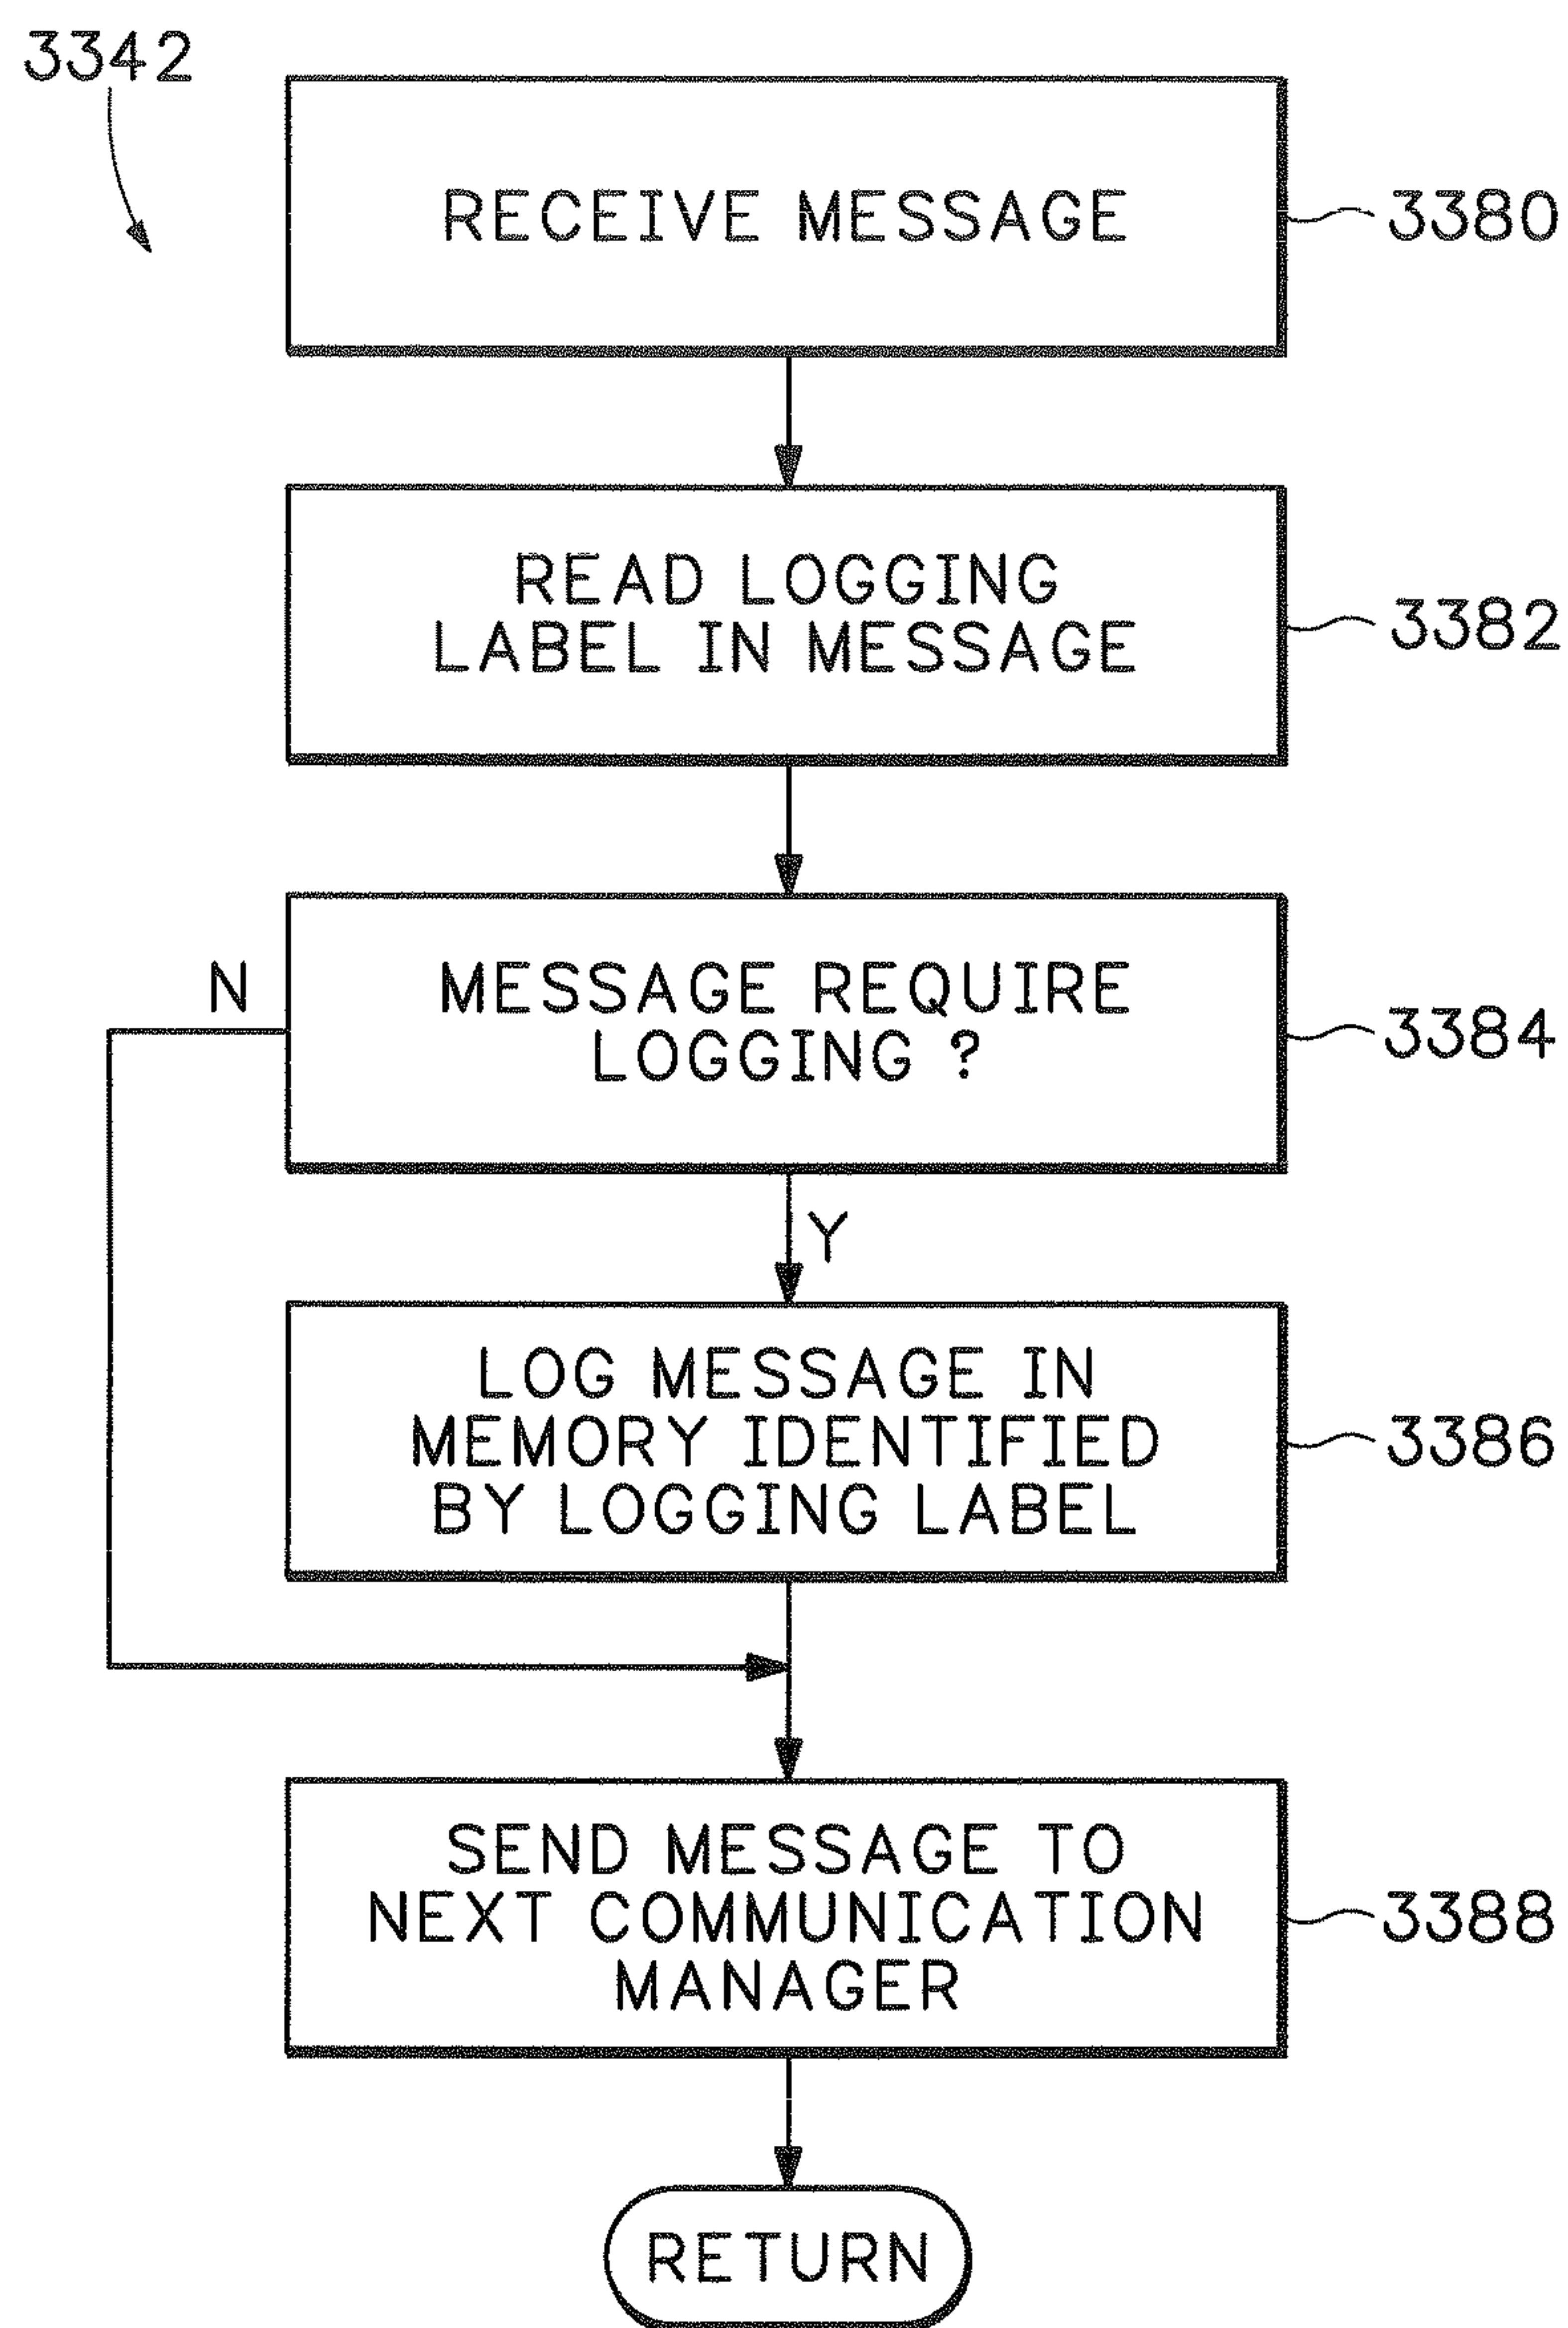 3342
RECEIVE MESSAGE
3380
READ LOGGING
LABEL IN MESSAGE
3382
N
MESSAGE REQUIRE
LOGGING ?
3384
Y
LOG MESSAGE IN
MEMORY IDENTIFIED
BY LOGGING LABEL
3386
SEND MESSAGE TO
NEXT COMMUNICATION
MANAGER
3388
RETURN